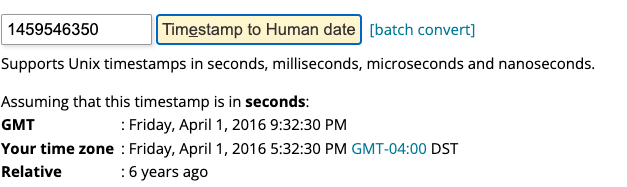 1459546350 Timestamp to Human date [batch convert]
Supports Unix timestamps in seconds, milliseconds, microseconds and nanoseconds.
Assuming that this timestamp is in seconds:
GMT : Friday, April 1, 2016 9:32:30 PM
Your time zone : Friday, April 1, 2016 5:32:30 PM GMT-04:00 DST
Relative : 6 years ago